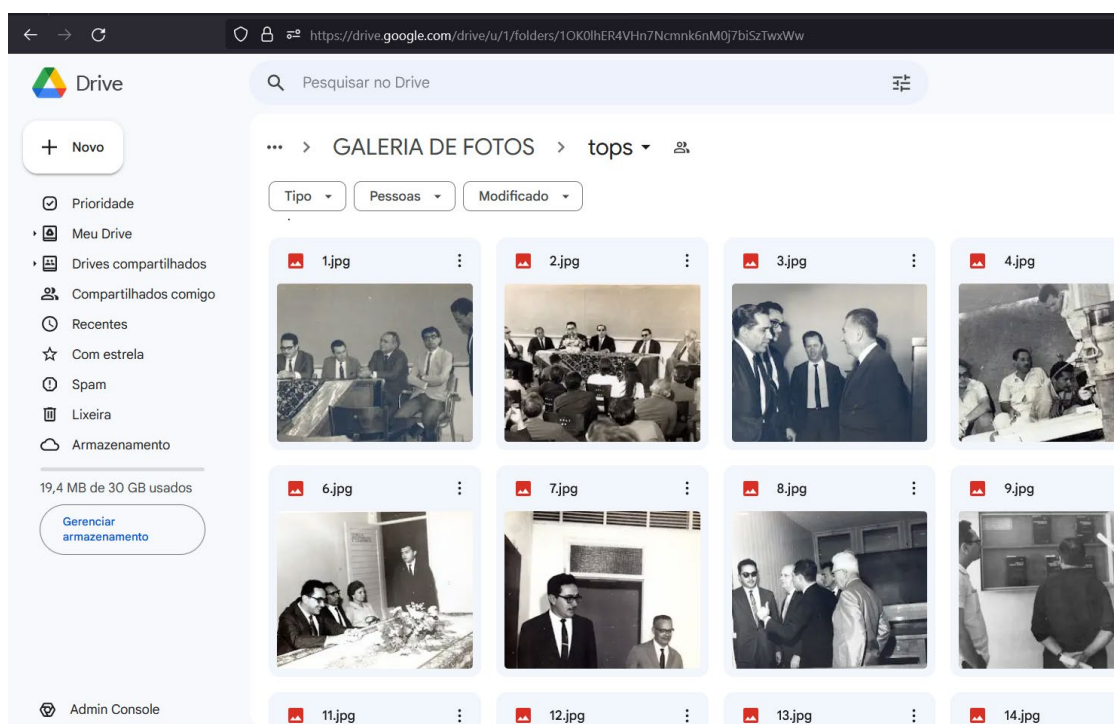 https://drive.google.com/drive/u/1/folders/1OK0lhER4VHn7Ncmnk6nM0j7biSzTwxWw
Drive
Pesquisar no Drive
Novo
... > GALERIA DE FOTOS > tops
Tipo
Pessoas
Modificado
Prioridade
Meu Drive
Drives compartilhados
Compartilhados comigo
Recentes
Com estrela
Spam
Lixeira
Armazenamento
19,4 MB de 30 GB usados
Gerenciar
armazenamento
Admin Console
1.jpg
2.jpg
3.jpg
4.jpg
6.jpg
7.jpg
8.jpg
9.jpg
11.jpg
12.jpg
13.jpg
14.jpg